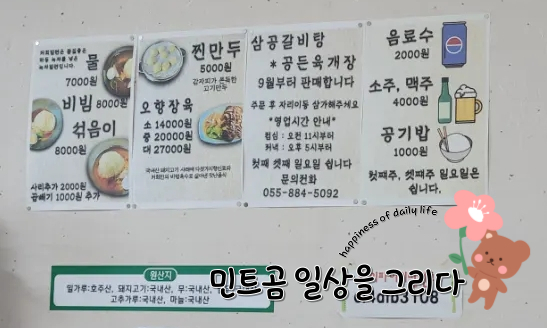 물
7000원
비빔 8000원
섞음이
8000원
사리추가 2000원
곱빼기 1000원 추가
찐만두
5000원
감자피가 쫀득한
고기만두
오향장육
소 14000원
중 20000원
대 27000원
삼공갈비탕
*공든육개장
9월부터 판매합니다
주문 후 자리이동 삼가해주세요
*영업시간 안내*
점심 : 오전 11시부터
저녁 : 오후 5시부터
첫째 셋째 일요일 쉽니다
문의전화
055-884-5092
음료수
2000원
소주, 맥주
4000원
공기밥
1000원
첫째주, 셋째주 일요일은
쉽니다.
원산지
밀가루:호주산, 돼지고기:국내산, 무:국내산,
고추가루:국내산, 마늘:국내산
happiness of daily life
민트곰 일상을 그리다